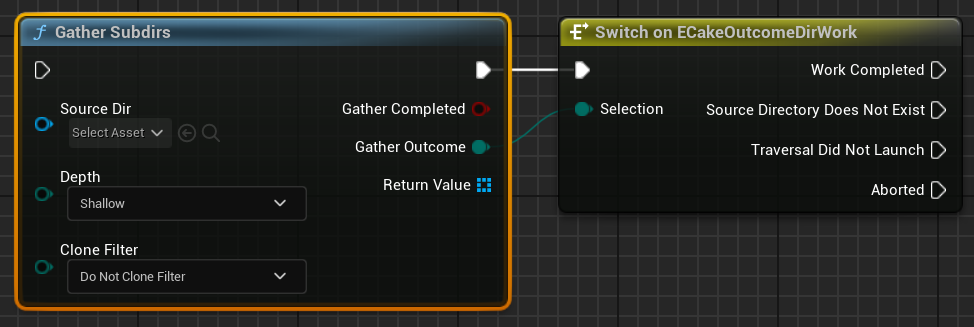 Gather Subdirs
Source Dir
Select Asset
Depth
Shallow
Clone Filter
Do Not Clone Filter
Gather Completed
Gather Outcome
Return Value
Switch on ECakeOutcomeDirWork
Selection
Work Completed
Source Directory Does Not Exist
Traversal Did Not Launch
Aborted